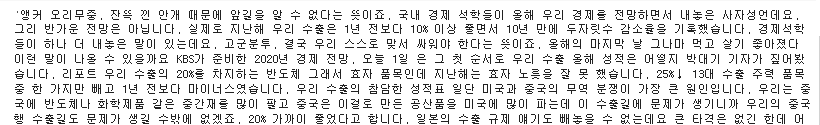 '앵커 오리무중, 잔뜩 낀 안개 때문에 앞길을 알 수 없다는 뜻이죠. 국내 경제 석학들이 올해 우리 경제를 전망하면서 내놓은 사자성언데요.
그리 반가운 전망은 아닙니다. 실제로 지난해 우리 수출은 1년 전보다 10% 이상 줄면서 10년 만에 두자릿수 감소율을 기록했습니다. 경제석학
들이 하나 더 내놓은 말이 있는데요. 고군분투, 결국 우리 스스로 맞서 싸워야 한다는 뜻이죠. 올해의 마지막 날 그나마 먹고 살기 좋아졌다
이런 말이 나올 수 있을까요 KBS가 준비한 2020년 경제 전망, 오늘 1일 은 그 첫 순서로 우리 수출 올해 성적은 어떨지 박대기 기자가 짚어봤
습니다. 리포트 우리 수출의 20%를 차지하는 반도체 그래서 효자 품목인데 지난해는 효자 노릇을 잘 못 했습니다. 25%↓ 13대 수출 주력 품목
중 한 가지만 빼고 1년 전보다 마이너스였습니다. 우리 수출의 참담한 성적표 일단 미국과 중국의 무역 분쟁이 가장 큰 원인입니다. 우리는 중
국에 반도체나 화학제품 같은 중간재를 많이 팔고 중국은 이걸로 만든 공산품을 미국에 많이 파는데 이 수출길에 문제가 생기니까 우리의 중국
행 수출길도 문제가 생길 수밖에 없겠죠. 20% 가까이 줄었다고 합니다. 일본의 수출 규제 얘기도 빼놓을 수 없는데요 큰 타격은 없긴 한데 어